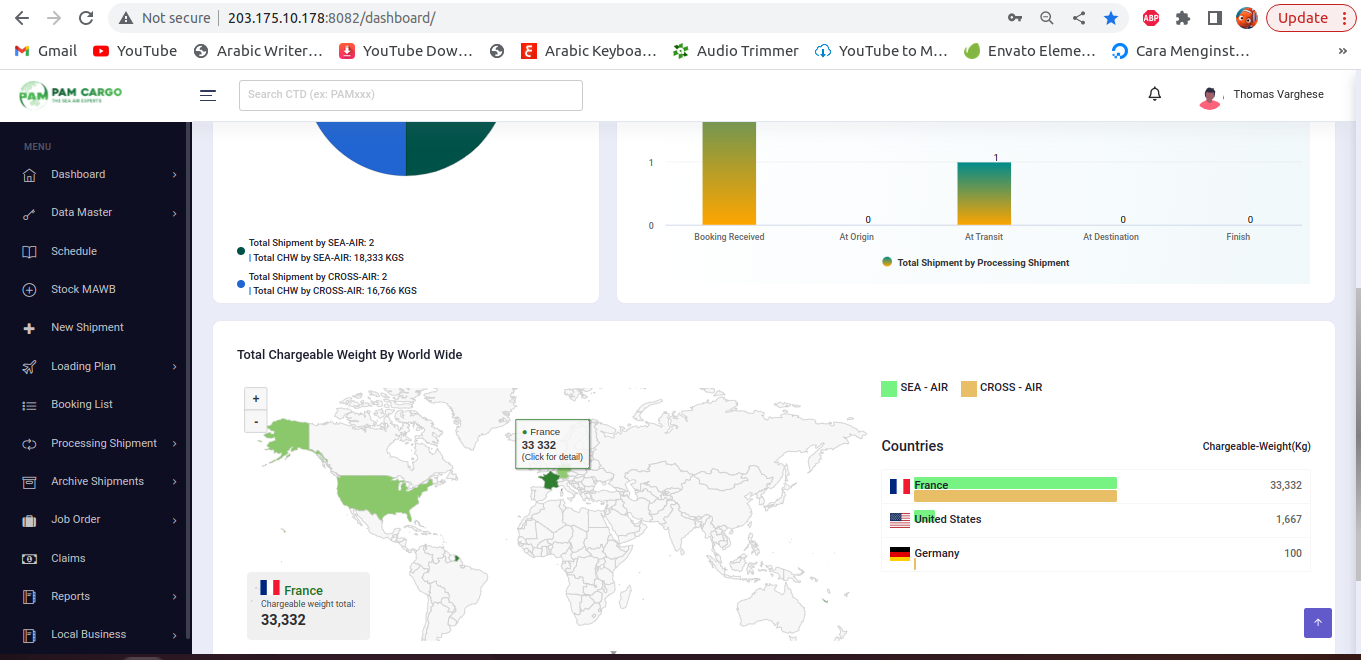 Not secure
203.175.10.178:8082/dashboard/
ABP
Update
Gmail
YouTube
Arabic Writer…
YouTube Dow…
Arabic Keyboa…
Audio Trimmer
YouTube to M…
Envato Eleme…
Cara Menginst…
»
PAM
PAM CARGO
THE SEA-AIR EXPERTS
Search CTD (ex: PAMxxx)
Thomas Varghese
MENU
Dashboard
Data Master
Schedule
Stock MAWB
New Shipment
Loading Plan
Booking List
Processing Shipment
Archive Shipments
Job Order
Claims
Reports
Local Business
Total Shipment by SEA-AIR: 2
| Total CHW by SEA-AIR: 18,333 KGS
Total Shipment by CROSS-AIR: 2
| Total CHW by CROSS-AIR: 16,766 KGS
1
1
0
0
0
0
Booking Received
At Origin
At Transit
At Destination
Finish
Total Shipment by Processing Shipment
Total Chargeable Weight By World Wide
+
-
● France
33 332
(Click for detail)
France
Chargeable weight total:
33,332
SEA - AIR
CROSS - AIR
Countries
Chargeable-Weight(Kg)
France
33,332
United States
1,667
Germany
100